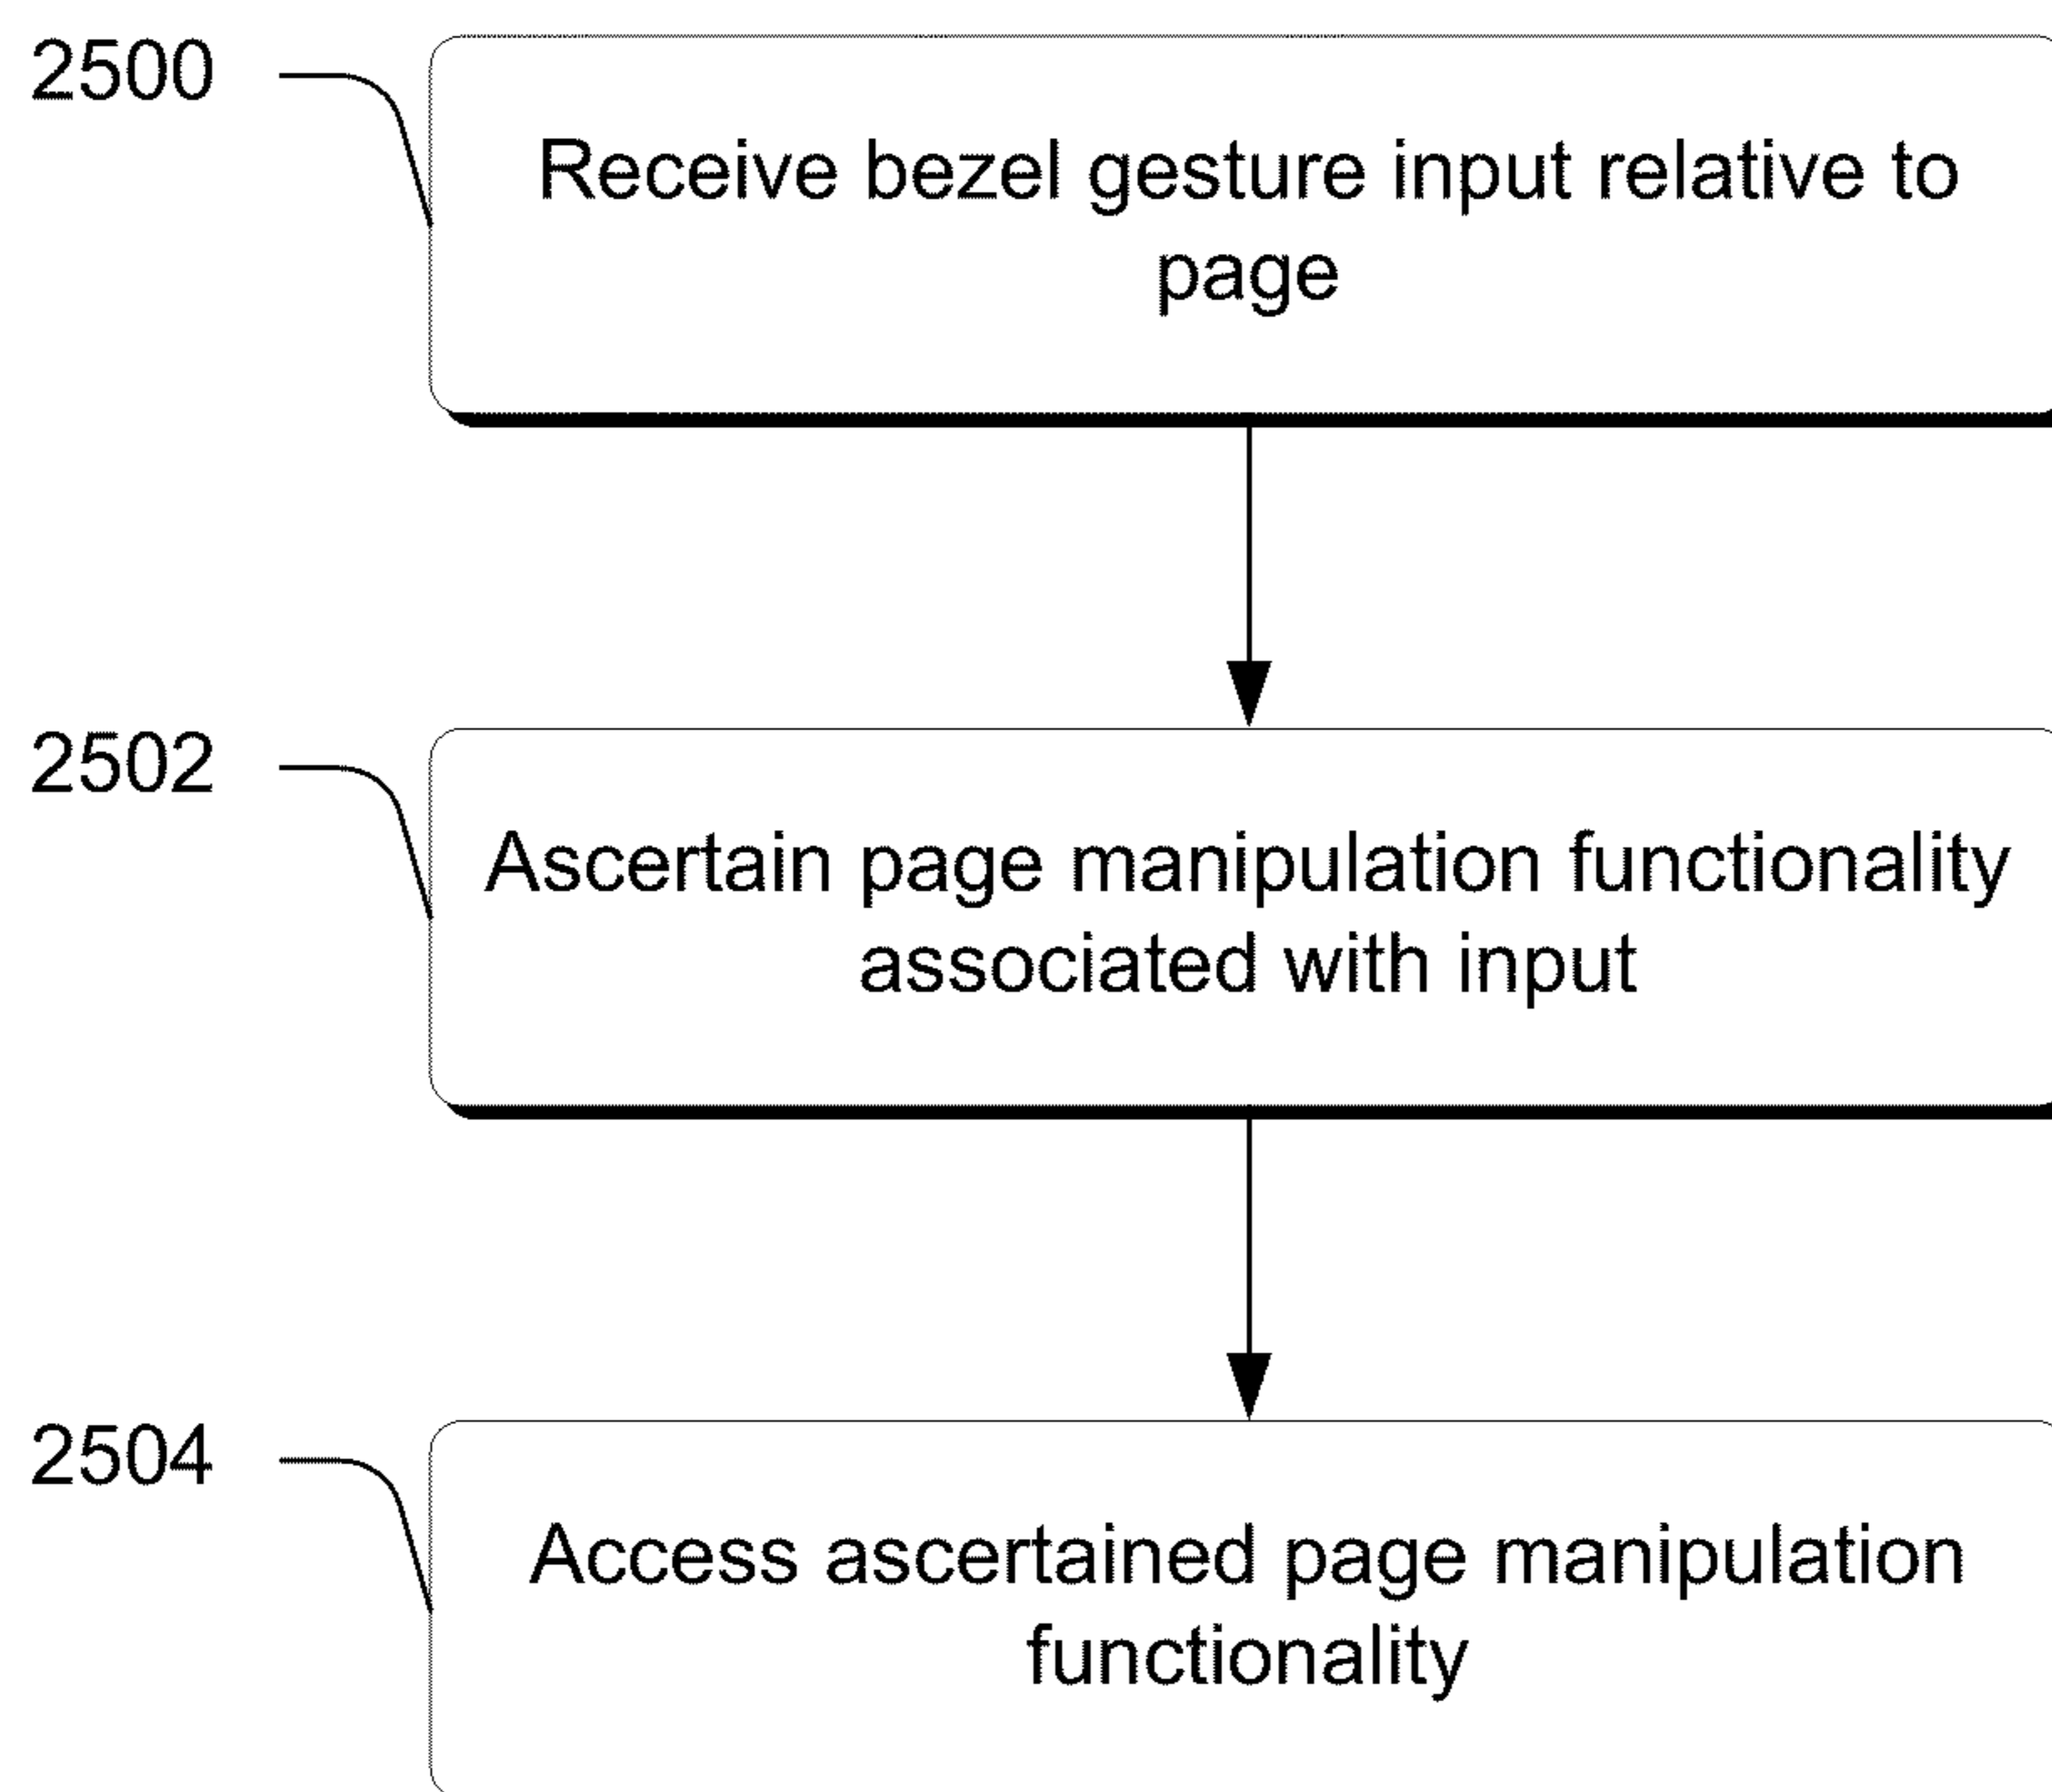 2500
Receive bezel gesture input relative to
page
2502
Ascertain page manipulation functionality
associated with input
2504
Access ascertained page manipulation
functionality